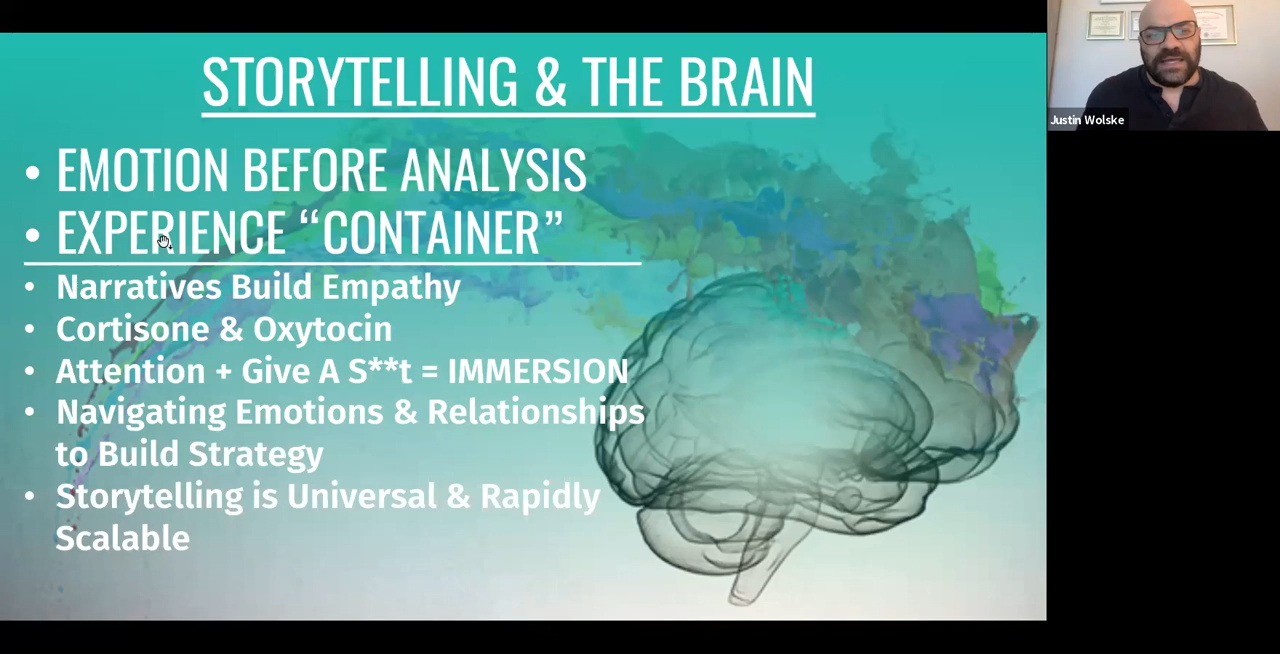 STORYTELLING & THE BRAIN
• EMOTION BEFORE ANALYSIS
• EXPERIENCE “CONTAINER”
• Narratives Build Empathy
• Cortisone & Oxytocin
• Attention + Give A S**t = IMMERSION
• Navigating Emotions & Relationships
to Build Strategy
• Storytelling is Universal & Rapidly
Scalable
Justin Wolske